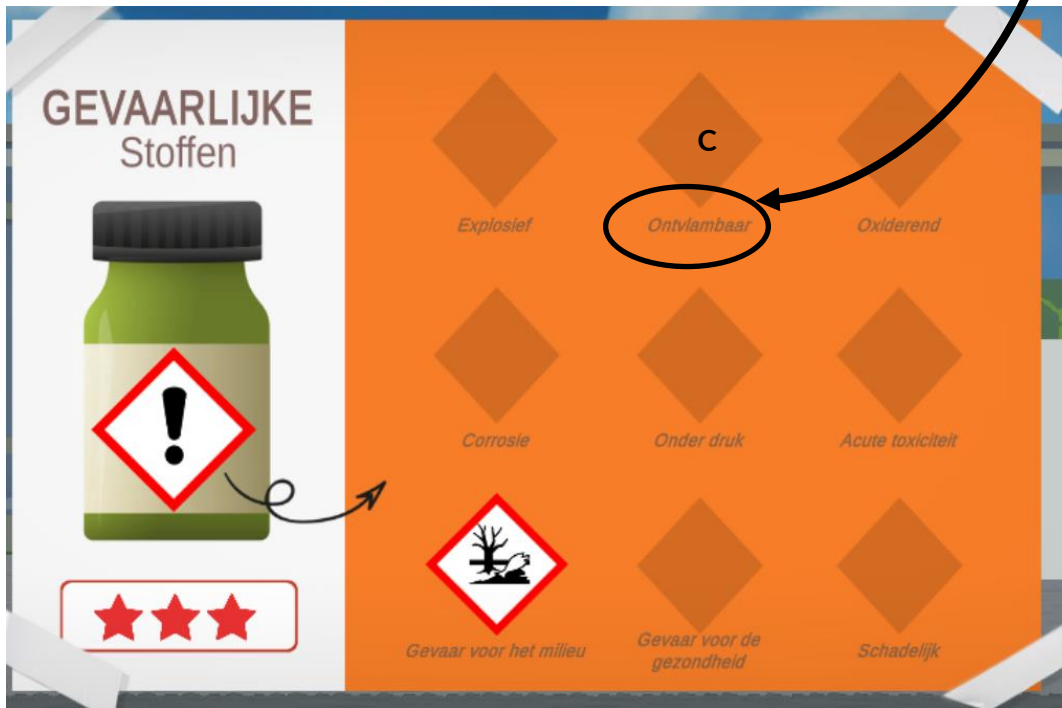 GEVAARLIJKE
Stoffen
C
Explosief
Ontvlambaar
Oxiderend
Corrosie
Onder druk
Acute toxiciteit
Gevaar voor het milieu
Gevaar voor de
gezondheid
Schadelijk